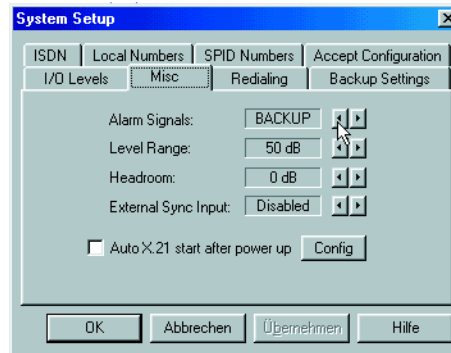 System Setup
ISDN Local Numbers SPID Numbers Accept Configuration
I/O Levels Misc Redialing Backup Settings
Alarm Signals: BACKUP
Level Range: 50 dB
Headroom: 0 dB
External Sync Input: Disabled
Auto X.21 start after power up Config
OK Abbrechen Übernehmen Hilfe